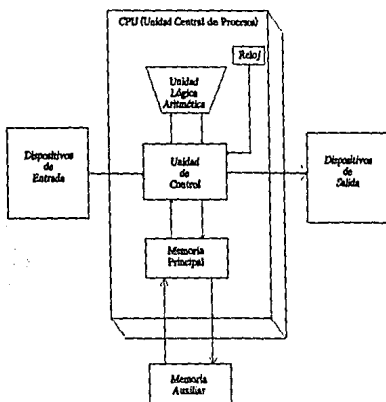 CPU (Unidad Central de Proceso)
Reloj
Unidad
Lógica
Aritmética
Dispositivos
de
Entrada
Unidad
de
Control
Dispositivos
de
Salida
Memoria
Principal
Memoria
Auxiliar